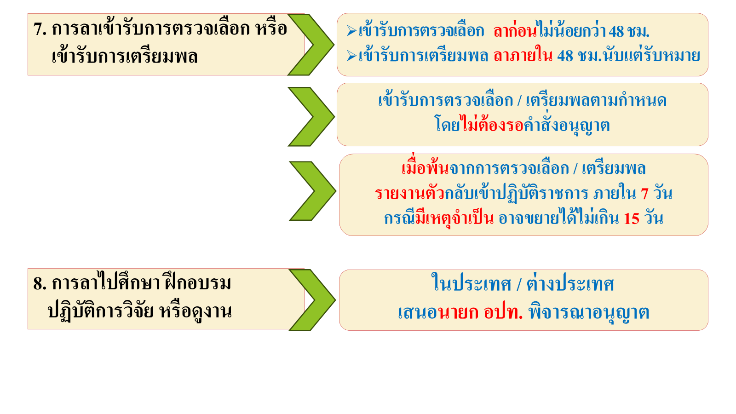 7. การลาเข้ารับการตรวจเลือก หรือ
เข้ารับการเตรียมพล
➢เข้ารับการตรวจเลือก ลาก่อนไม่น้อยกว่า 48 ชม.
➢เข้ารับการเตรียมพล ลาภายใน 48 ชม.นับแต่รับหมาย
เข้ารับการตรวจเลือก / เตรียมพลตามกำหนด
โดยไม่ต้องรอคำสั่งอนุญาต
เมื่อพ้นจากการตรวจเลือก / เตรียมพล
รายงานตัวกลับเข้าปฏิบัติราชการ ภายใน 7 วัน
กรณีมีเหตุจำเป็น อาจขยายได้ไม่เกิน 15 วัน
8. การลาไปศึกษา ฝึกอบรม
ปฏิบัติการวิจัย หรือดูงาน
ในประเทศ / ต่างประเทศ
เสนอนายก อปท. พิจารณาอนุญาต